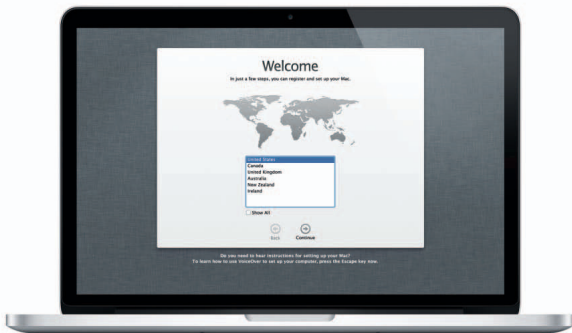 Welcome
In just a few steps, you can register and set up your Mac.
United States
Canada
United Kingdom
Australia
New Zealand
Ireland
Show All
Back
Continue
Do you need to hear instructions for setting up your Mac?
To learn how to use VoiceOver to set up your computer, press the Escape key now.